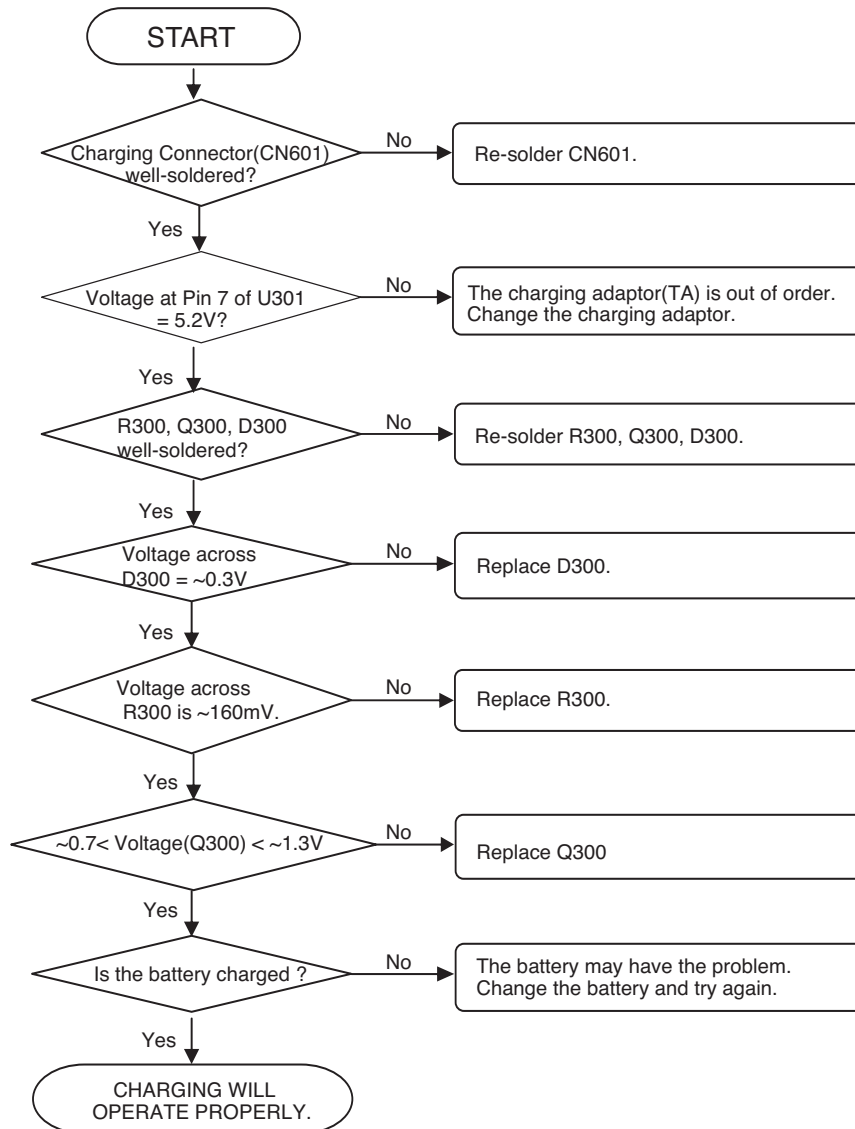 START
Charging Connector(CN601)
well-soldered?
No
Re-solder CN601.
Yes
Voltage at Pin 7 of U301
= 5.2V?
No
The charging adaptor(TA) is out of order.
Change the charging adaptor.
Yes
R300, Q300, D300
well-soldered?
No
Re-solder R300, Q300, D300.
Yes
Voltage across
D300 = ~0.3V
No
Replace D300.
Yes
Voltage across
R300 is ~160mV.
No
Replace R300.
Yes
~0.7< Voltage(Q300) < ~1.3V
No
Replace Q300
Yes
Is the battery charged ?
No
The battery may have the problem.
Change the battery and try again.
Yes
CHARGING WILL
OPERATE PROPERLY.